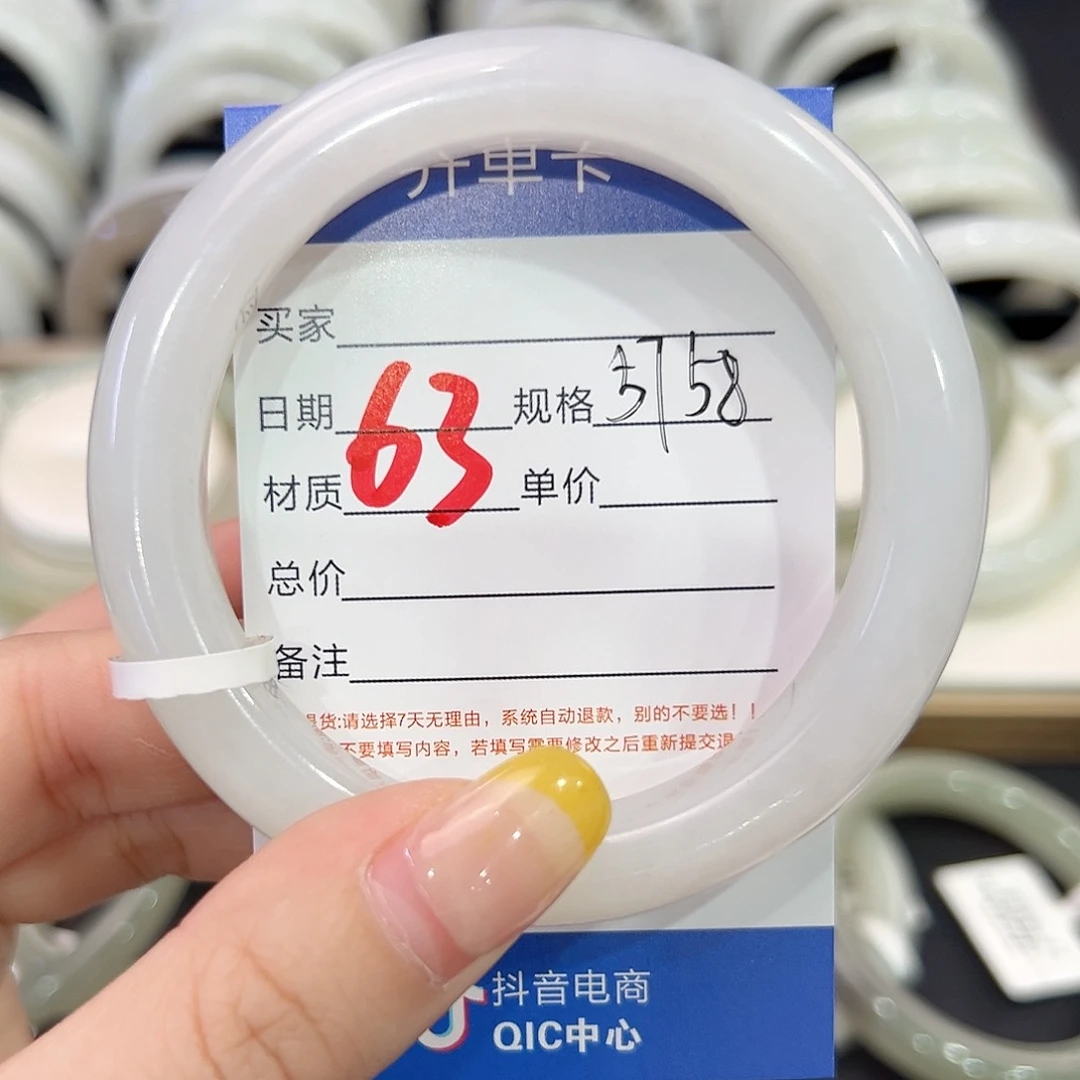 开单卡
买家
日期 63 规格 5758
材质 单价
总价
备注
退货:请选择7天无理由，系统自动退款，别的不要选！！
不要填写内容，若填写需要修改之后重新提交退
抖音电商
QIC中心